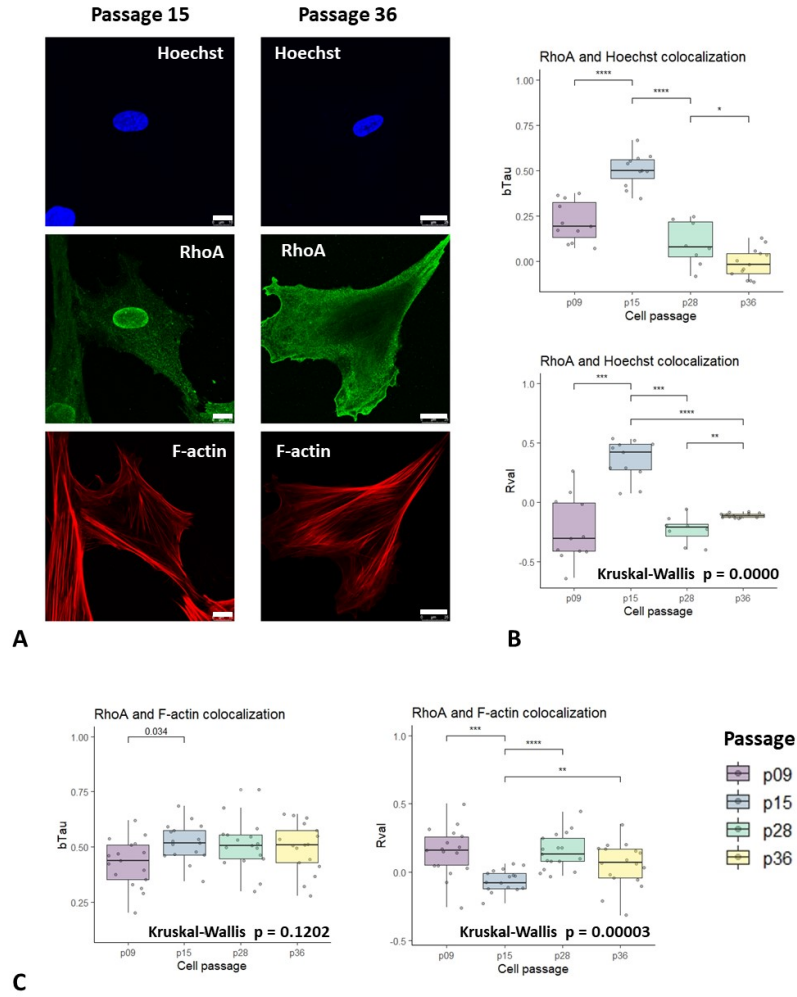 Passage 15
Passage 36
Hoechst
Hoechst
RhoA
RhoA
F-actin
F-actin
A
RhoA and Hoechst colocalization
1.00
0.75
0.50
0.25
0.00
bTau
****
****
*
p09
p15
p28
p36
Cell passage
RhoA and Hoechst colocalization
1.0
0.5
0.0
-0.5
Rval
***
***
****
**
Kruskal-Wallis p = 0.0000
p09
p15
p28
p36
Cell passage
B
RhoA and F-actin colocalization
1.00
0.75
0.50
0.25
bTau
0.034
Kruskal-Wallis p = 0.1202
p09
p15
p28
p36
Cell passage
RhoA and F-actin colocalization
1.0
0.5
0.0
-0.5
Rval
***
****
**
Kruskal-Wallis p = 0.00003
p09
p15
p28
p36
Cell passage
Passage
p09
p15
p28
p36
C